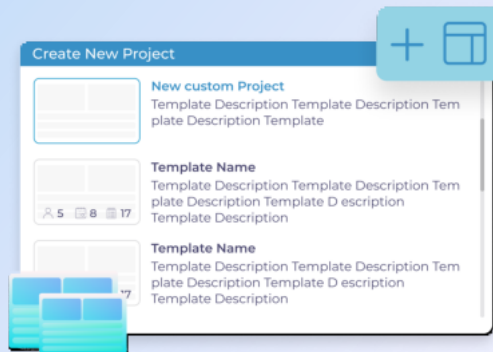 Create New Project
New custom Project
Template Description Template Description Tem
plate Description Template
Template Name
Template Description Template Description Tem
plate Description Template D escription
Template Description
5 8 17
Template Name
Template Description Template Description Tem
plate Description Template D escription
Template Description